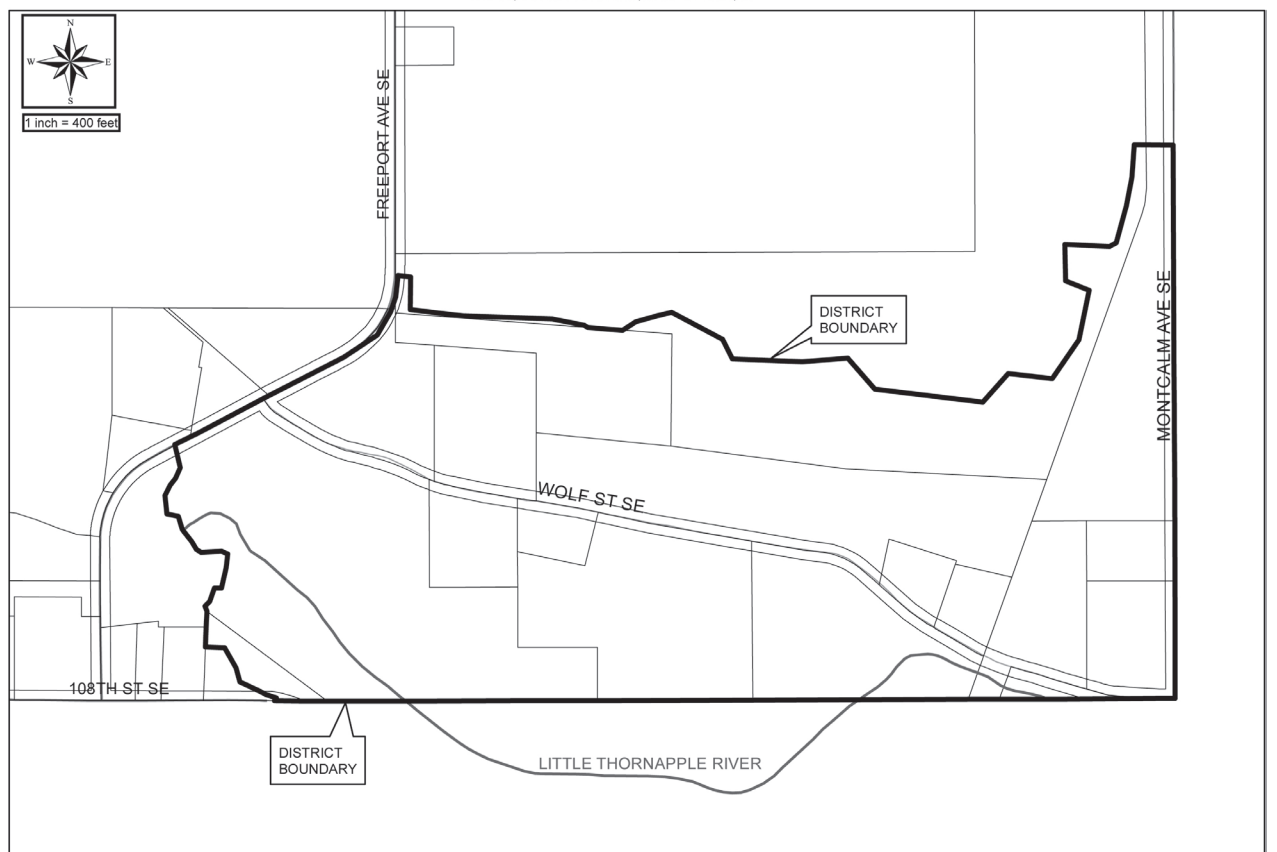 N
W E
S
1 inch = 400 feet
FREEPORT AVE SE
DISTRICT
BOUNDARY
MONTCALM AVE SE
WOLF ST SE
108TH ST SE
DISTRICT
BOUNDARY
LITTLE THORNAPPLE RIVER